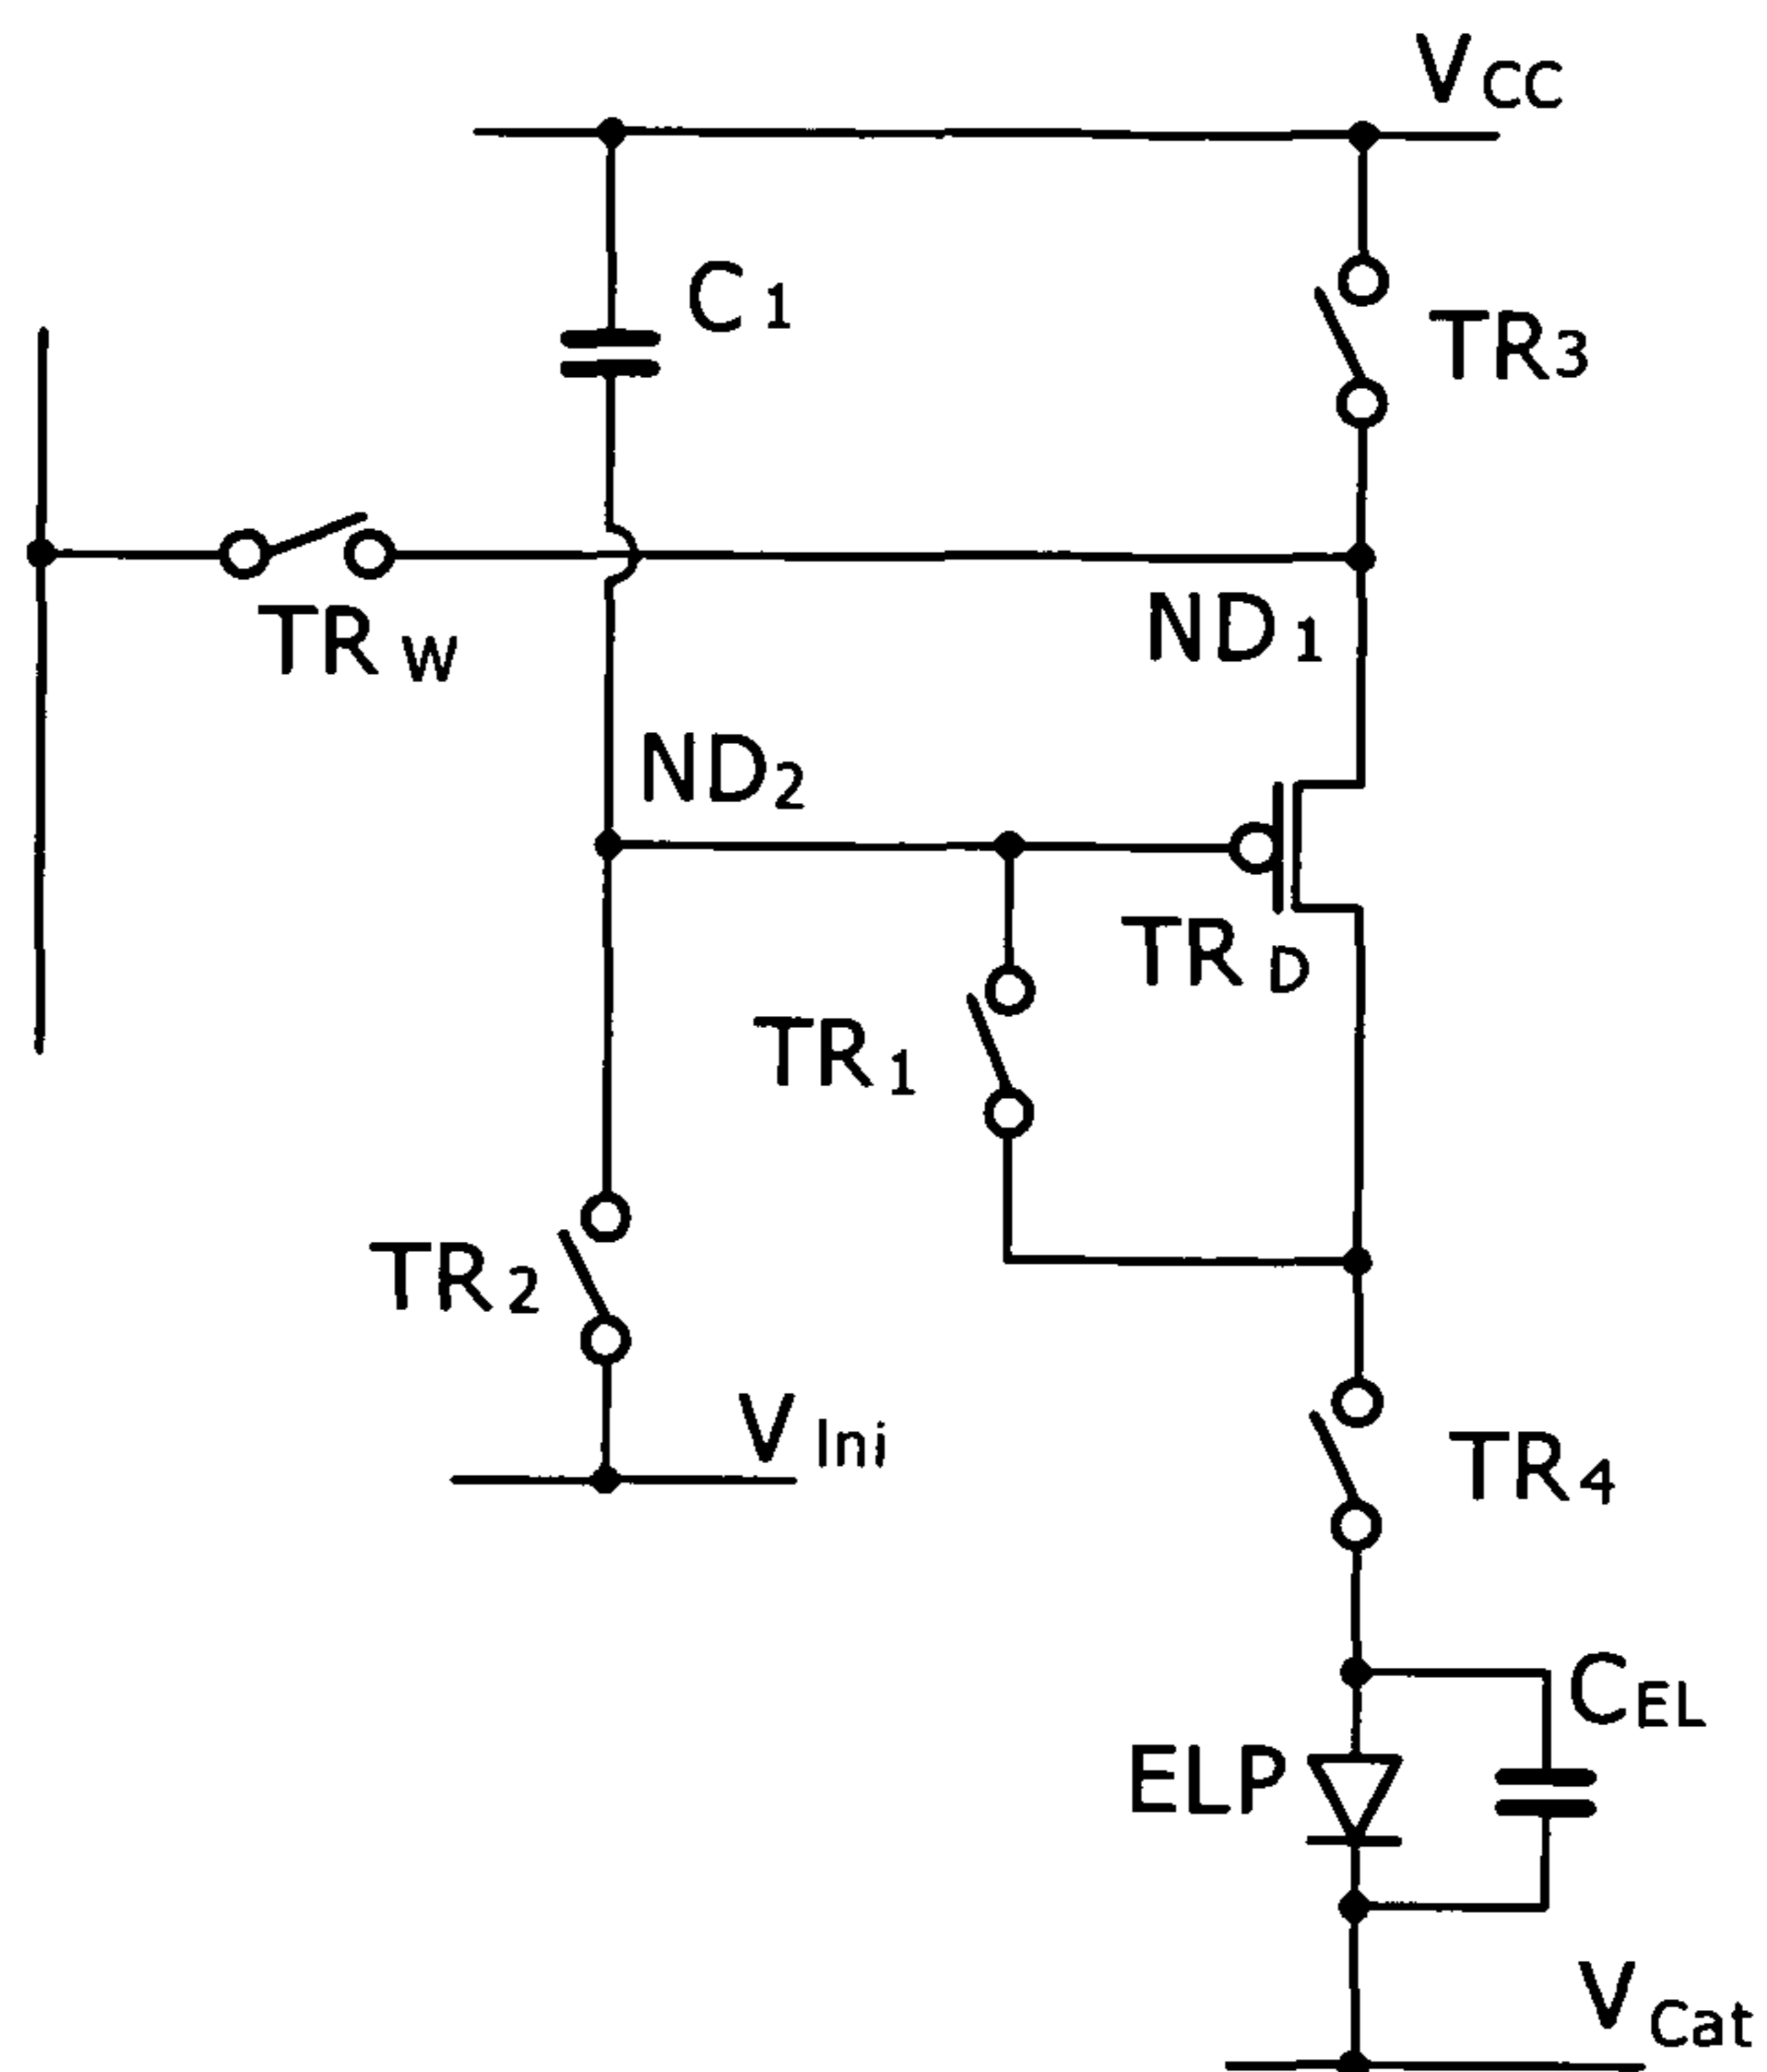 VCC
C1
TR3
TRW
ND1
ND2
TRD
TR1
TR2
VIni
TR4
CEL
ELP
VCat